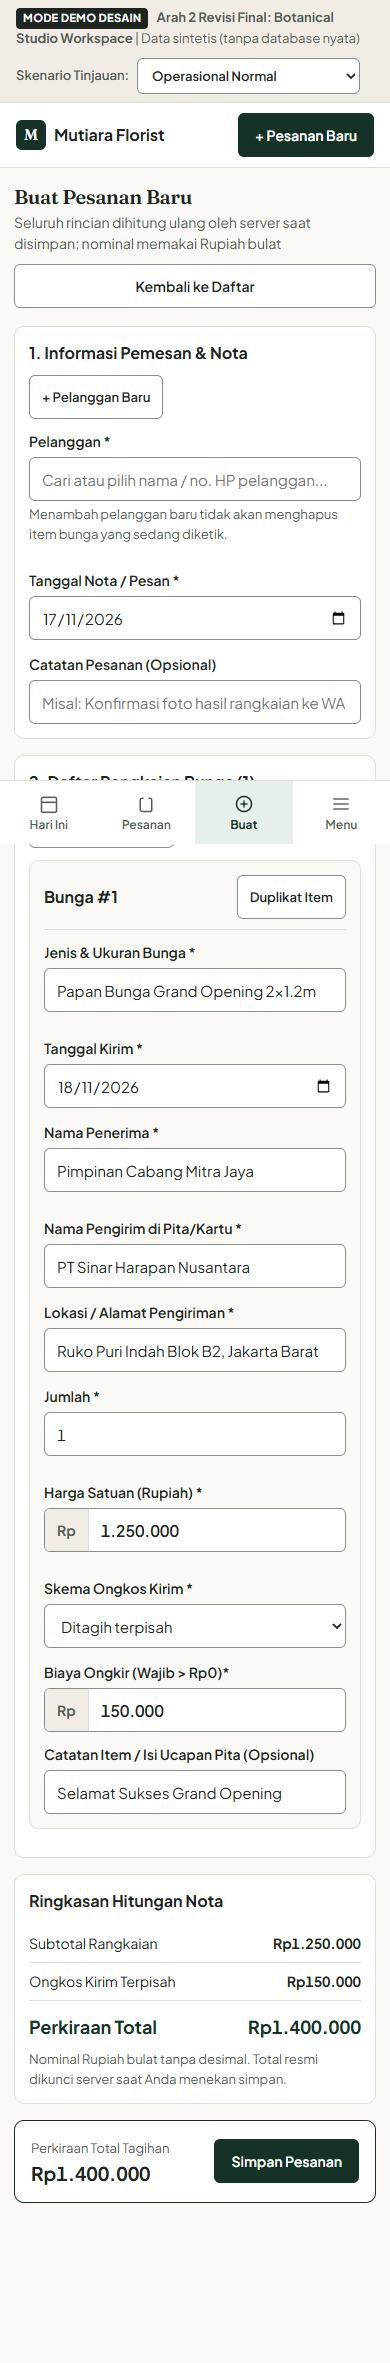 MODE DEMO DESAIN Arah 2 Revisi Final: Botanical
Studio Workspace | Data sintetis (tanpa database nyata)
Skenario Tinjauan: Operasional Normal
M Mutiara Florist + Pesanan Baru
Buat Pesanan Baru
Seluruh rincian dihitung ulang oleh server saat
disimpan; nominal memakai Rupiah bulat
Kembali ke Daftar
1. Informasi Pemesan & Nota
+ Pelanggan Baru
Pelanggan *
Cari atau pilih nama / no. HP pelanggan...
Menambah pelanggan baru tidak akan menghapus
item bunga yang sedang diketik.
Tanggal Nota / Pesan *
17/11/2026
Catatan Pesanan (Opsional)
Misal: Konfirmasi foto hasil rangkaian ke WA
2. Daftar Rangkaian Bunga (1)
Hari Ini Pesanan Buat Menu
Bunga #1 Duplikat Item
Jenis & Ukuran Bunga *
Papan Bunga Grand Opening 2×1.2m
Tanggal Kirim *
18/11/2026
Nama Penerima *
Pimpinan Cabang Mitra Jaya
Nama Pengirim di Pita/Kartu *
PT Sinar Harapan Nusantara
Lokasi / Alamat Pengiriman *
Ruko Puri Indah Blok B2, Jakarta Barat
Jumlah *
1
Harga Satuan (Rupiah) *
Rp 1.250.000
Skema Ongkos Kirim *
Ditagih terpisah
Biaya Ongkir (Wajib > Rp0)*
Rp 150.000
Catatan Item / Isi Ucapan Pita (Opsional)
Selamat Sukses Grand Opening
Ringkasan Hitungan Nota
Subtotal Rangkaian Rp1.250.000
Ongkos Kirim Terpisah Rp150.000
Perkiraan Total Rp1.400.000
Nominal Rupiah bulat tanpa desimal. Total resmi
dikunci server saat Anda menekan simpan.
Perkiraan Total Tagihan
Rp1.400.000 Simpan Pesanan